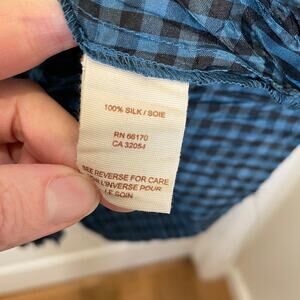 100% SILK / SOIE
RN 66170
CA 32054
SEE REVERSE FOR CARE
L'INVERSE POUR
LE SOIN